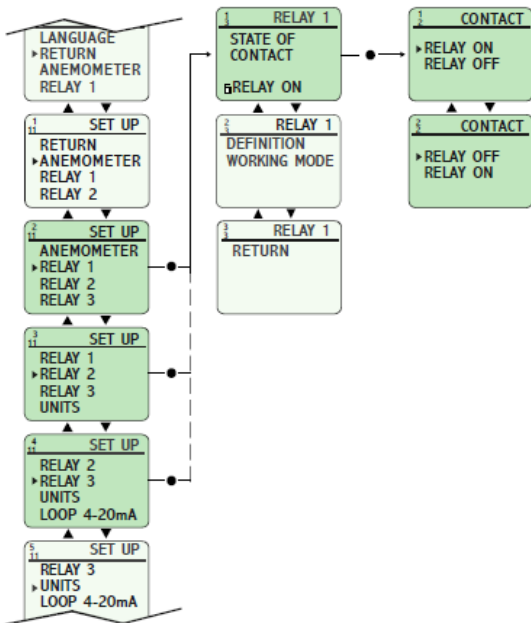 LANGUAGE
RETURN
ANEMOMETER
RELAY 1
1/11 SET UP
RETURN
ANEMOMETER
RELAY 1
RELAY 2
2/11 SET UP
ANEMOMETER
RELAY 1
RELAY 2
RELAY 3
3/11 SET UP
RELAY 1
RELAY 2
RELAY 3
UNITS
4/11 SET UP
RELAY 2
RELAY 3
UNITS
LOOP 4-20mA
5/11 SET UP
RELAY 3
UNITS
LOOP 4-20mA
1/3 RELAY 1
STATE OF
CONTACT
RELAY ON
2/3 RELAY 1
DEFINITION
WORKING MODE
3/3 RELAY 1
RETURN
1/2 CONTACT
RELAY ON
RELAY OFF
2/2 CONTACT
RELAY OFF
RELAY ON